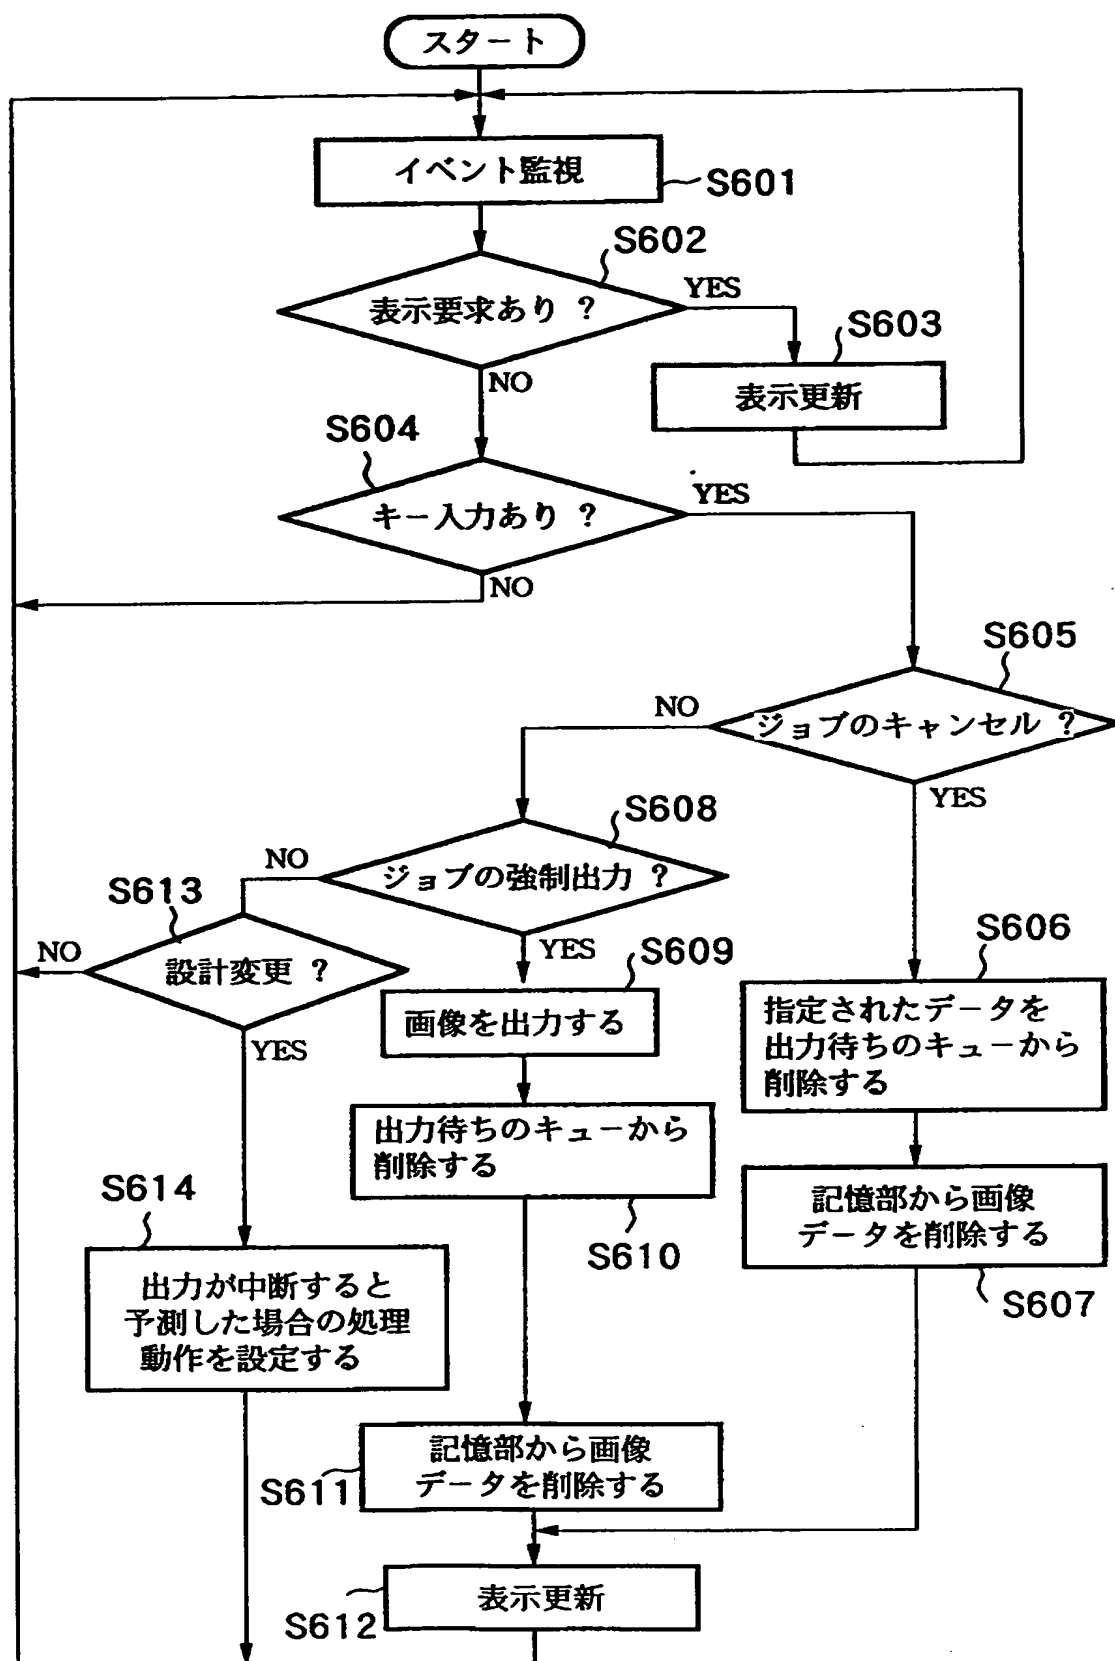 スタート
イベント監視
S601
S602
表示要求あり ?
YES
NO
S603
表示更新
S604
キー入力あり ?
YES
NO
S605
ジョブのキャンセル ?
NO
YES
S608
ジョブの強制出力 ?
NO
YES
S613
設計変更 ?
NO
YES
S609
画像を出力する
S606
指定されたデータを
出力待ちのキューから
削除する
出力待ちのキューから
削除する
S610
記憶部から画像
データを削除する
S607
S614
出力が中断すると
予測した場合の処理
動作を設定する
記憶部から画像
データを削除する
S611
表示更新
S612